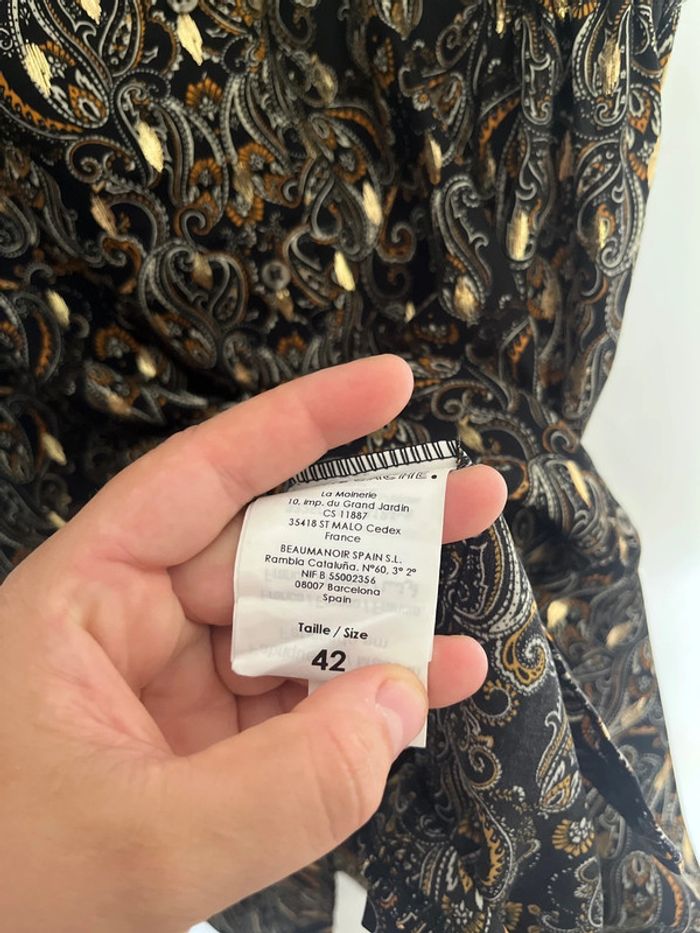 La Moinerie
10, imp. du Grand Jardin
CS 11887
35418 ST MALO Cedex
France
BEAUMANOIR SPAIN S.L.
Rambla Cataluña. Nº60, 3º 2º
NIF B 55002356
08007 Barcelona
Spain
Taille / Size
42